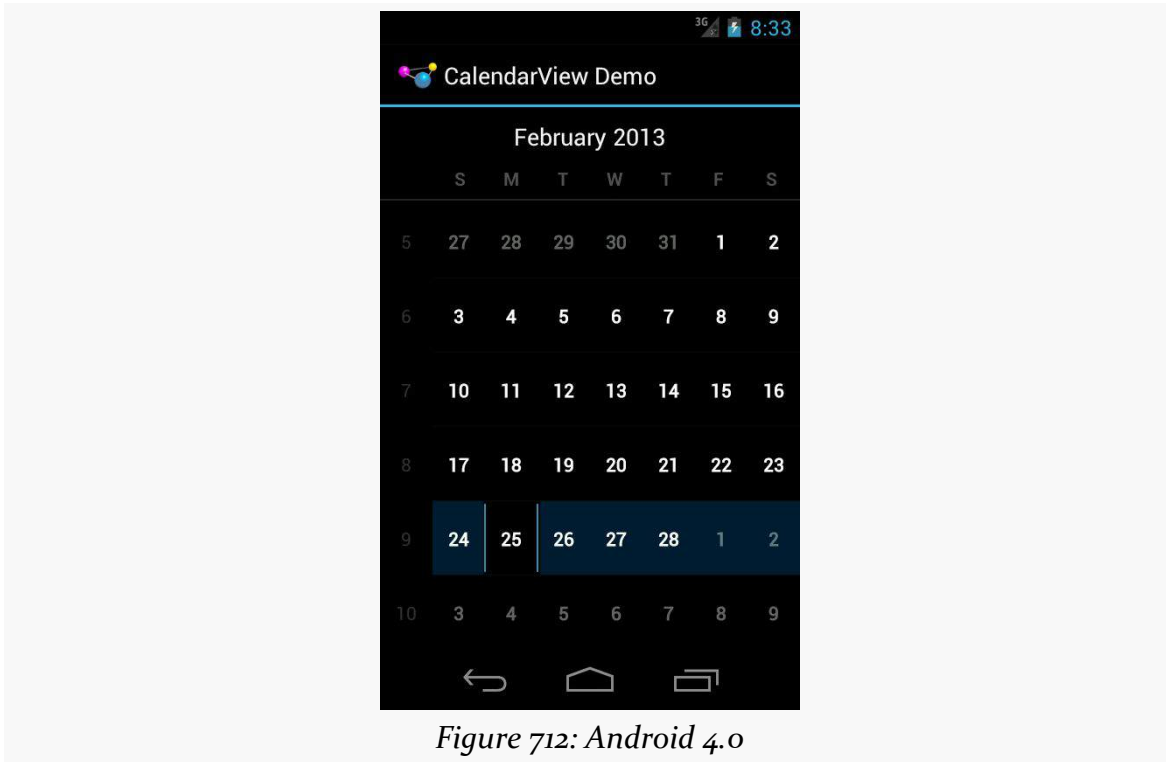 3G 8:33
CalendarView Demo
February 2013
S M T W T F S
5 27 28 29 30 31 1 2
6 3 4 5 6 7 8 9
7 10 11 12 13 14 15 16
8 17 18 19 20 21 22 23
9 24 25 26 27 28 1 2
10 3 4 5 6 7 8 9
Figure 712: Android 4.0